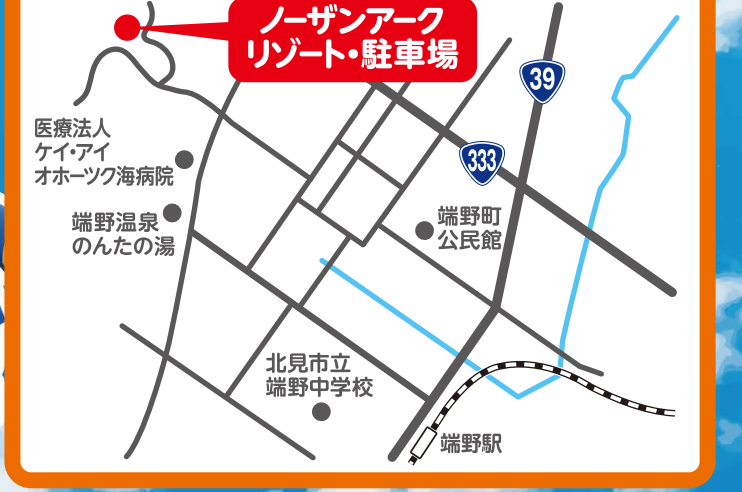 ノーザンアーク
リゾート・駐車場
39
333
医療法人
ケイ・アイ
オホーツク海病院
端野温泉
のんたの湯
端野町
公民館
北見市立
端野中学校
端野駅